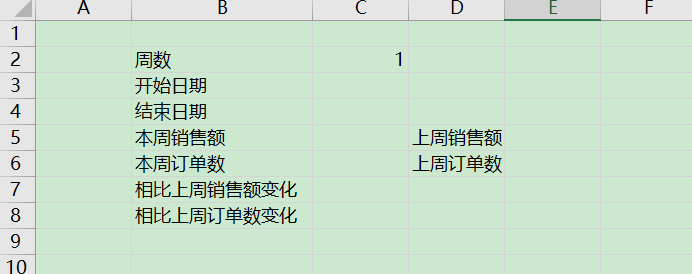 A B C D E F
1
2 周数 1
3 开始日期
4 结束日期
5 本周销售额 上周销售额
6 本周订单数 上周订单数
7 相比上周销售额变化
8 相比上周订单数变化
9
10